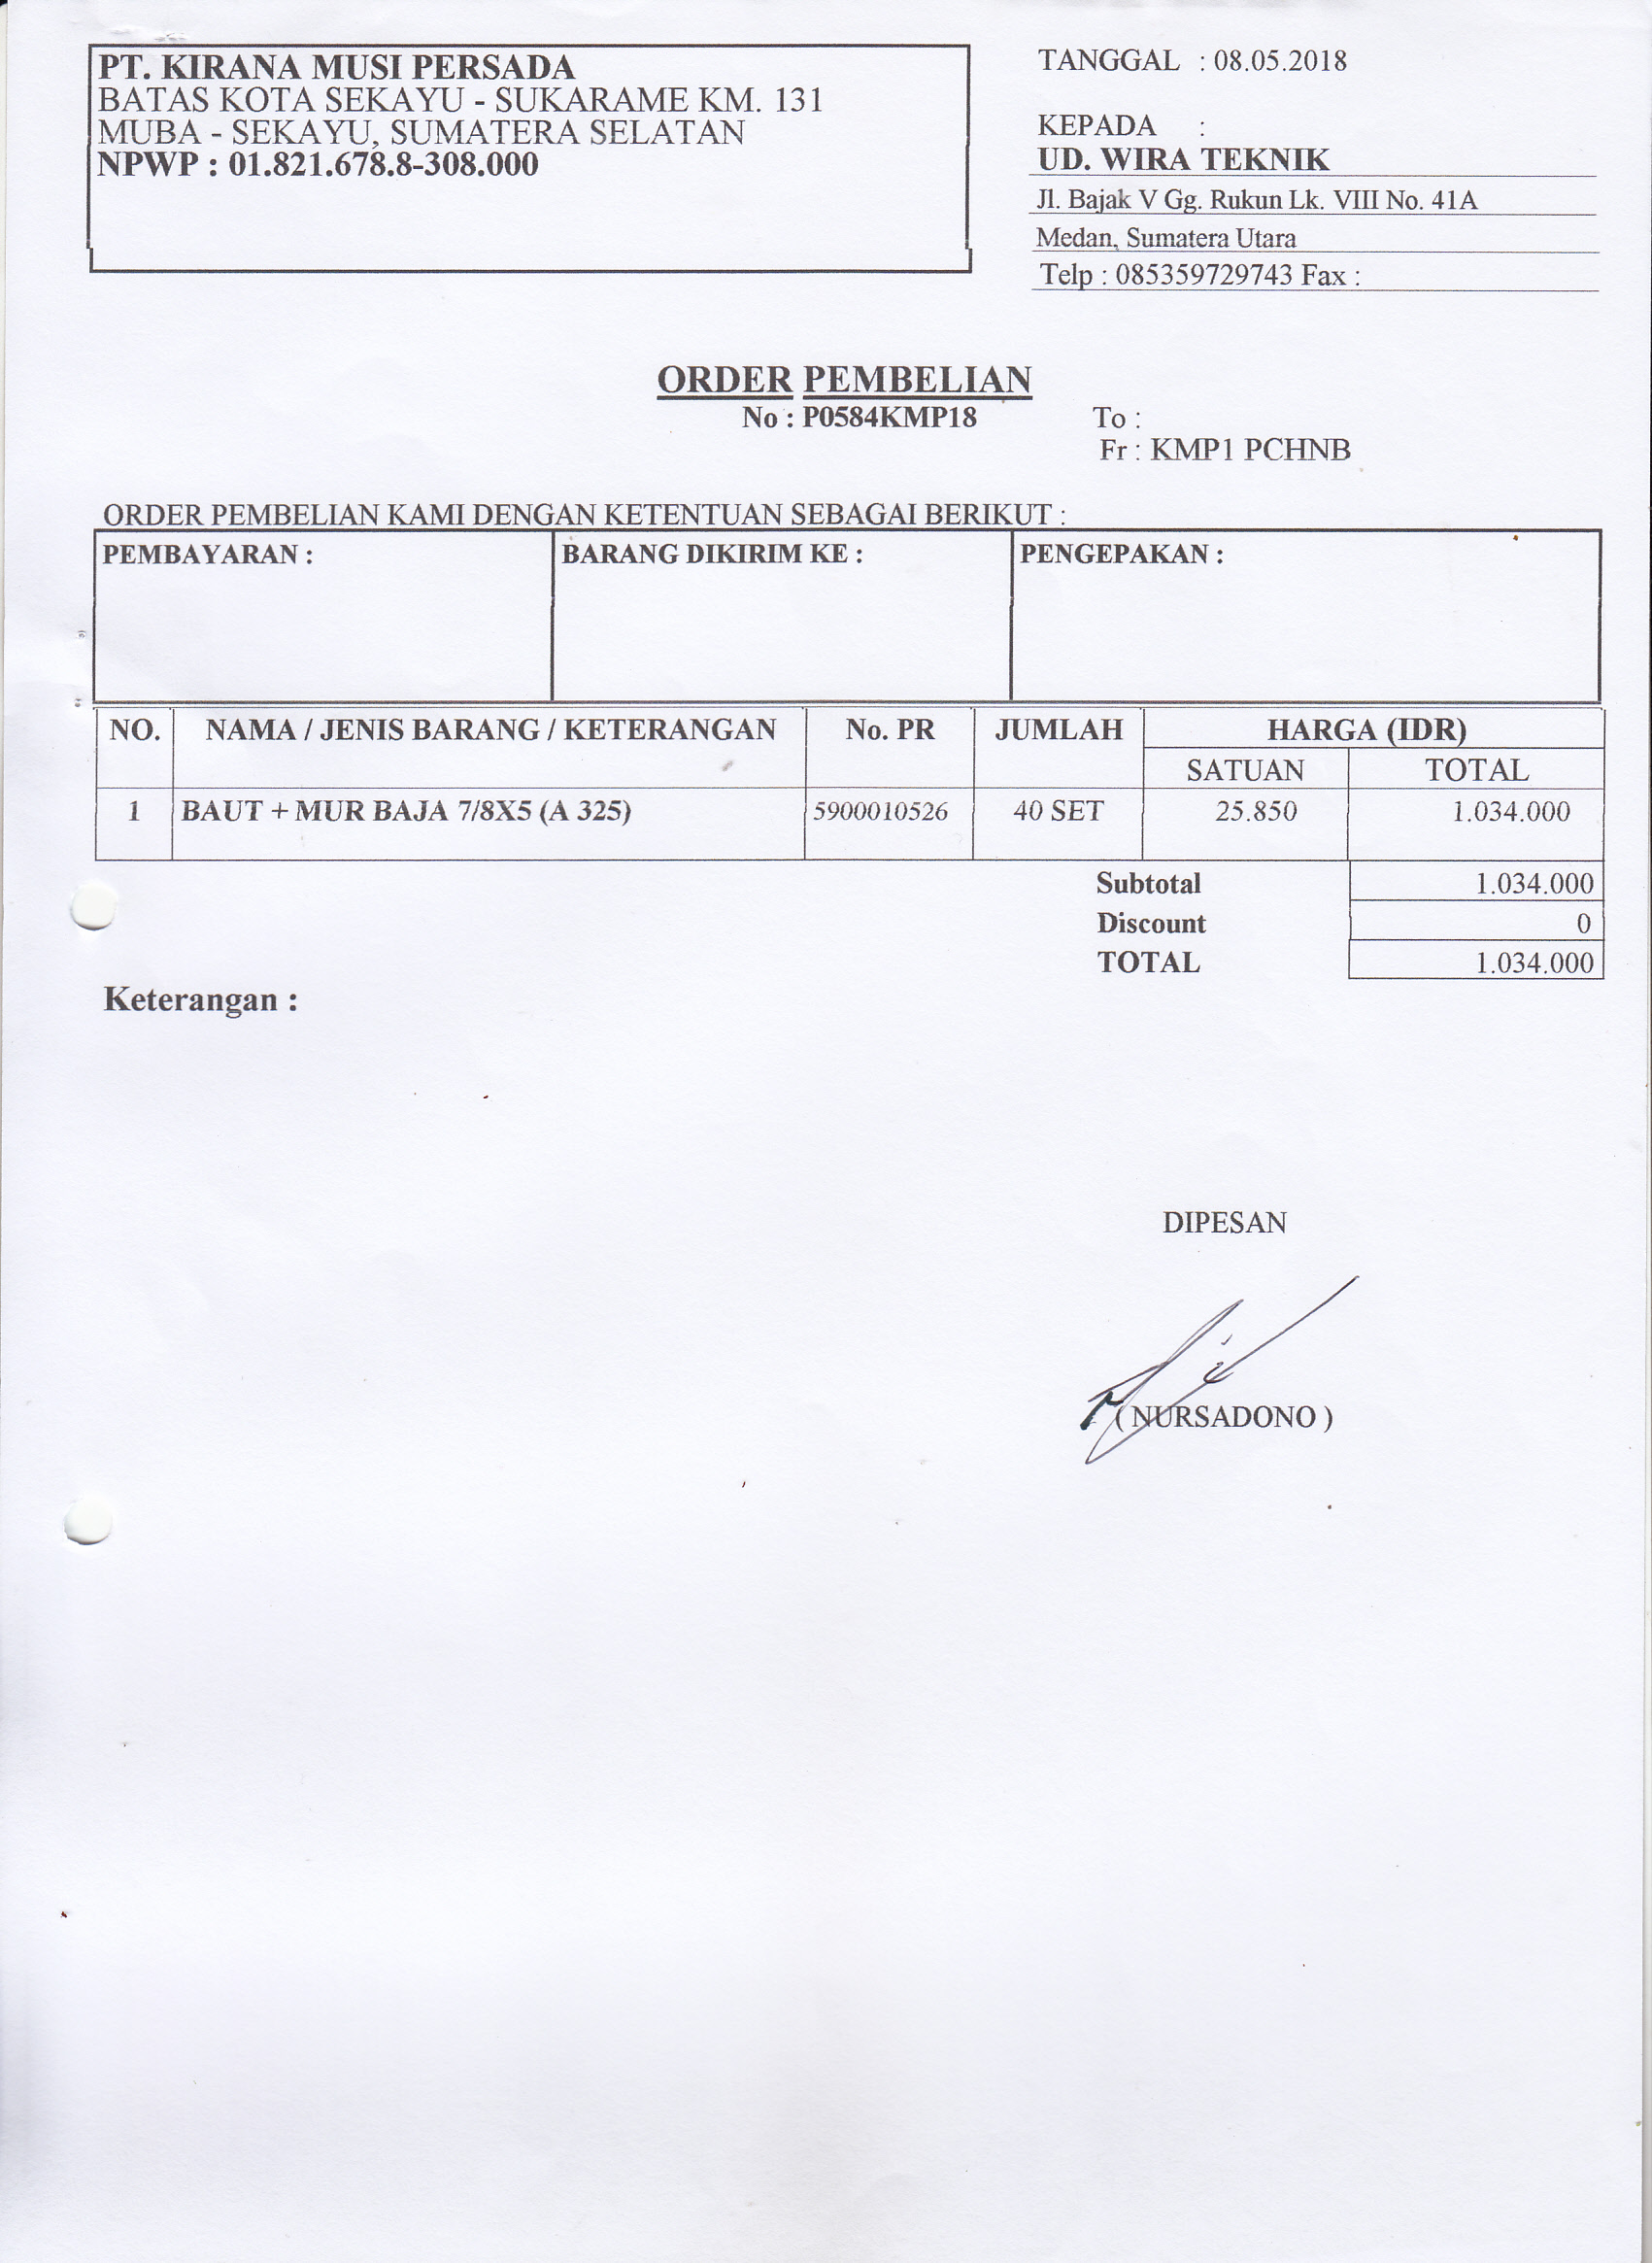 PT. KIRANA MUSI PERSADA
BATAS KOTA SEKAYU - SUKARAME KM. 131
MUBA - SEKAYU, SUMATERA SELATAN
NPWP : 01.821.678.8-308.000
TANGGAL : 08.05.2018
KEPADA :
UD. WIRA TEKNIK
Jl. Bajak V Gg. Rukun Lk. VIII No. 41A
Medan, Sumatera Utara
Telp : 085359729743 Fax :
ORDER PEMBELIAN
No : P0584KMP18
To :
Fr : KMP1 PCHNB
ORDER PEMBELIAN KAMI DENGAN KETENTUAN SEBAGAI BERIKUT :
PEMBAYARAN : BARANG DIKIRIM KE : PENGEPAKAN :
NO. NAMA / JENIS BARANG / KETERANGAN No. PR JUMLAH HARGA (IDR)
SATUAN TOTAL
1 BAUT + MUR BAJA 7/8X5 (A 325) 5900010526 40 SET 25.850 1.034.000
Subtotal 1.034.000
Discount 0
TOTAL 1.034.000
Keterangan :
DIPESAN
( NURSADONO )